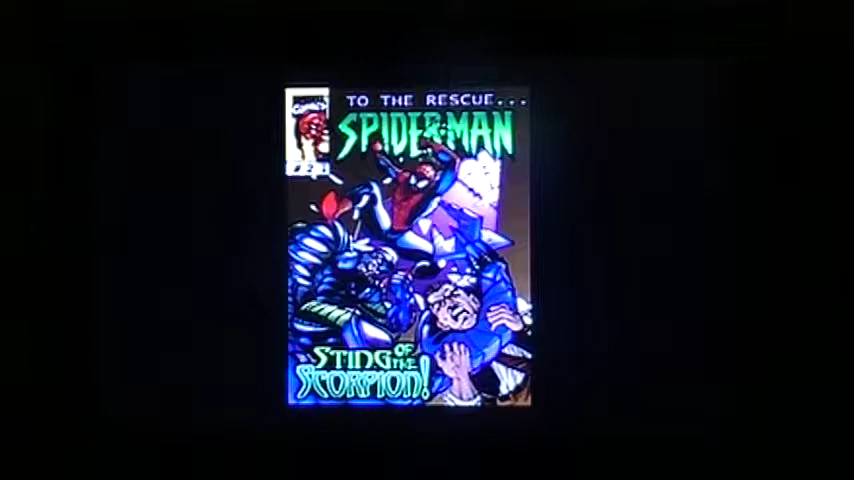 TO THE RESCUE...
SPIDER-MAN
STING OF THE
SCORPION!